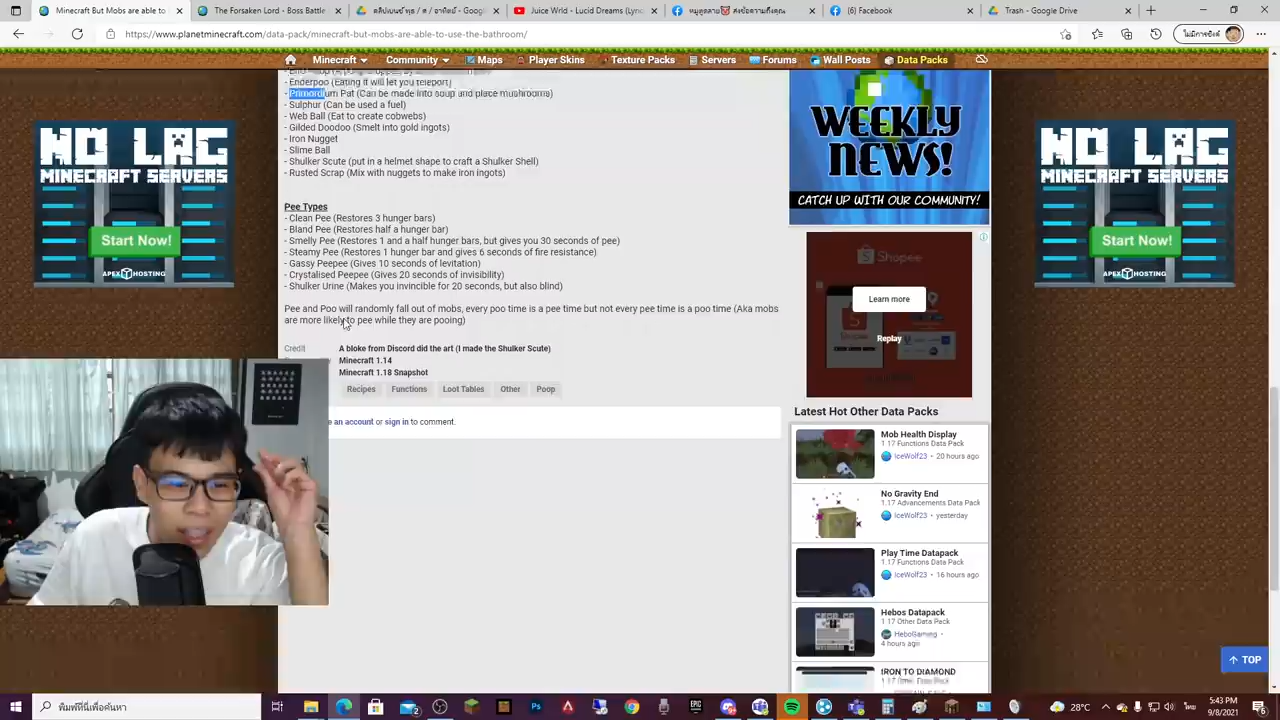 Minecraft But Mobs are able to
The Forsaken Lord - Boss Battle
Juice Wrld - Lucid Dreams (Lyri
(6) Facebook
Trash - Google Drive
https://www.planetminecraft.com/data-pack/minecraft-but-mobs-are-able-to-use-the-bathroom/
Minecraft
Community
Maps
Player Skins
Texture Packs
Servers
Forums
Wall Posts
Data Packs
- Enderpoo (Eating it will let you teleport)
- Primordium Pat (Can be made into soup and place mushrooms)
- Sulphur (Can be used a fuel)
- Web Ball (Eat to create cobwebs)
- Gilded Doodoo (Smelt into gold ingots)
- Iron Nugget
- Slime Ball
- Shulker Scute (put in a helmet shape to craft a Shulker Shell)
- Rusted Scrap (Mix with nuggets to make iron ingots)
Pee Types
- Clean Pee (Restores 3 hunger bars)
- Bland Pee (Restores half a hunger bar)
- Smelly Pee (Restores 1 and a half hunger bars, but gives you 30 seconds of pee)
- Steamy Pee (Restores 1 hunger bar and gives 6 seconds of fire resistance)
- Gassy Peepee (Gives 10 seconds of levitation)
- Crystalised Peepee (Gives 20 seconds of invisibility)
- Shulker Urine (Makes you invincible for 20 seconds, but also blind)
Pee and Poo will randomly fall out of mobs, every poo time is a pee time but not every pee time is a poo time (Aka mobs
are more likely to pee while they are pooing)
Credit
A bloke from Discord did the art (I made the Shulker Scute)
Minecraft 1.14
Minecraft 1.18 Snapshot
Recipes
Functions
Loot Tables
Other
Poop
an account or sign in to comment.
NO LAG
MINECRAFT SERVERS
Start Now!
APEX HOSTING
WEEKLY
NEWS!
CATCH UP WITH OUR COMMUNITY!
Shopee
Learn more
Replay
NO LAG
MINECRAFT SERVERS
Start Now!
APEX HOSTING
Latest Hot Other Data Packs
Mob Health Display
1.17 Functions Data Pack
IceWolf23 • 20 hours ago
No Gravity End
1.17 Advancements Data Pack
IceWolf23 • yesterday
Play Time Datapack
1.17 Functions Data Pack
IceWolf23 • 16 hours ago
Hebos Datapack
1.17 Other Data Pack
HeboGaming •
4 hours ago
IRON TO DIAMOND
TOP
พิมพ์ที่นี่เพื่อค้นหา
28°C
5:43 PM
9/8/2021